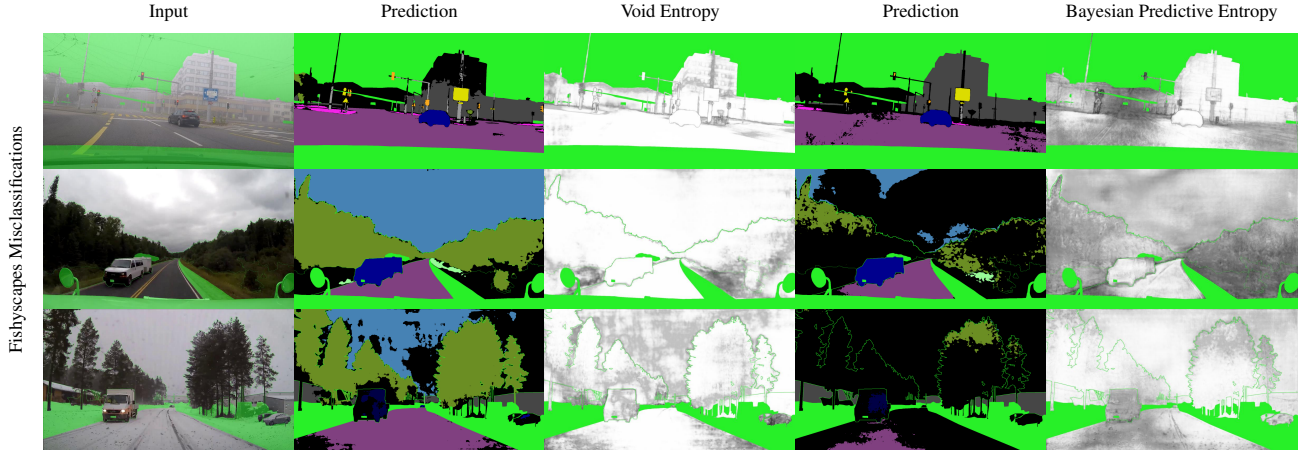 Input
Prediction
Void Entropy
Prediction
Bayesian Predictive Entropy
Fishyscapes Misclassifications